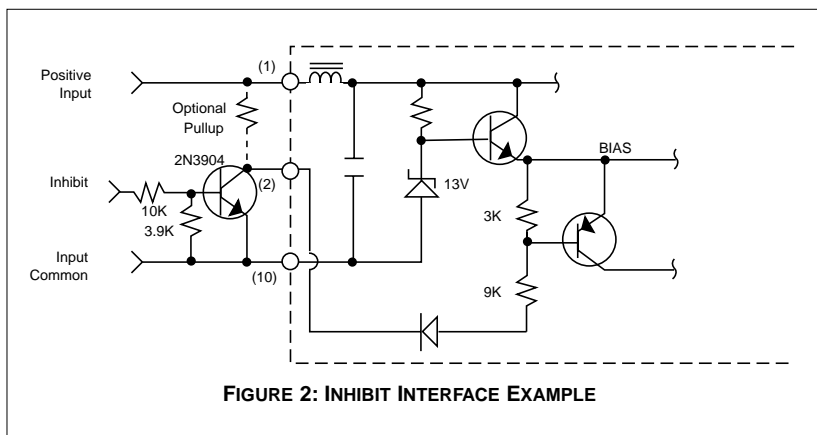 (1)
Positive
Input
Optional
Pullup
BIAS
2N3904
(2)
Inhibit
13V
10K
3K
3.9K
Input
Common
(10)
9K
FIGURE 2: INHIBIT INTERFACE EXAMPLE